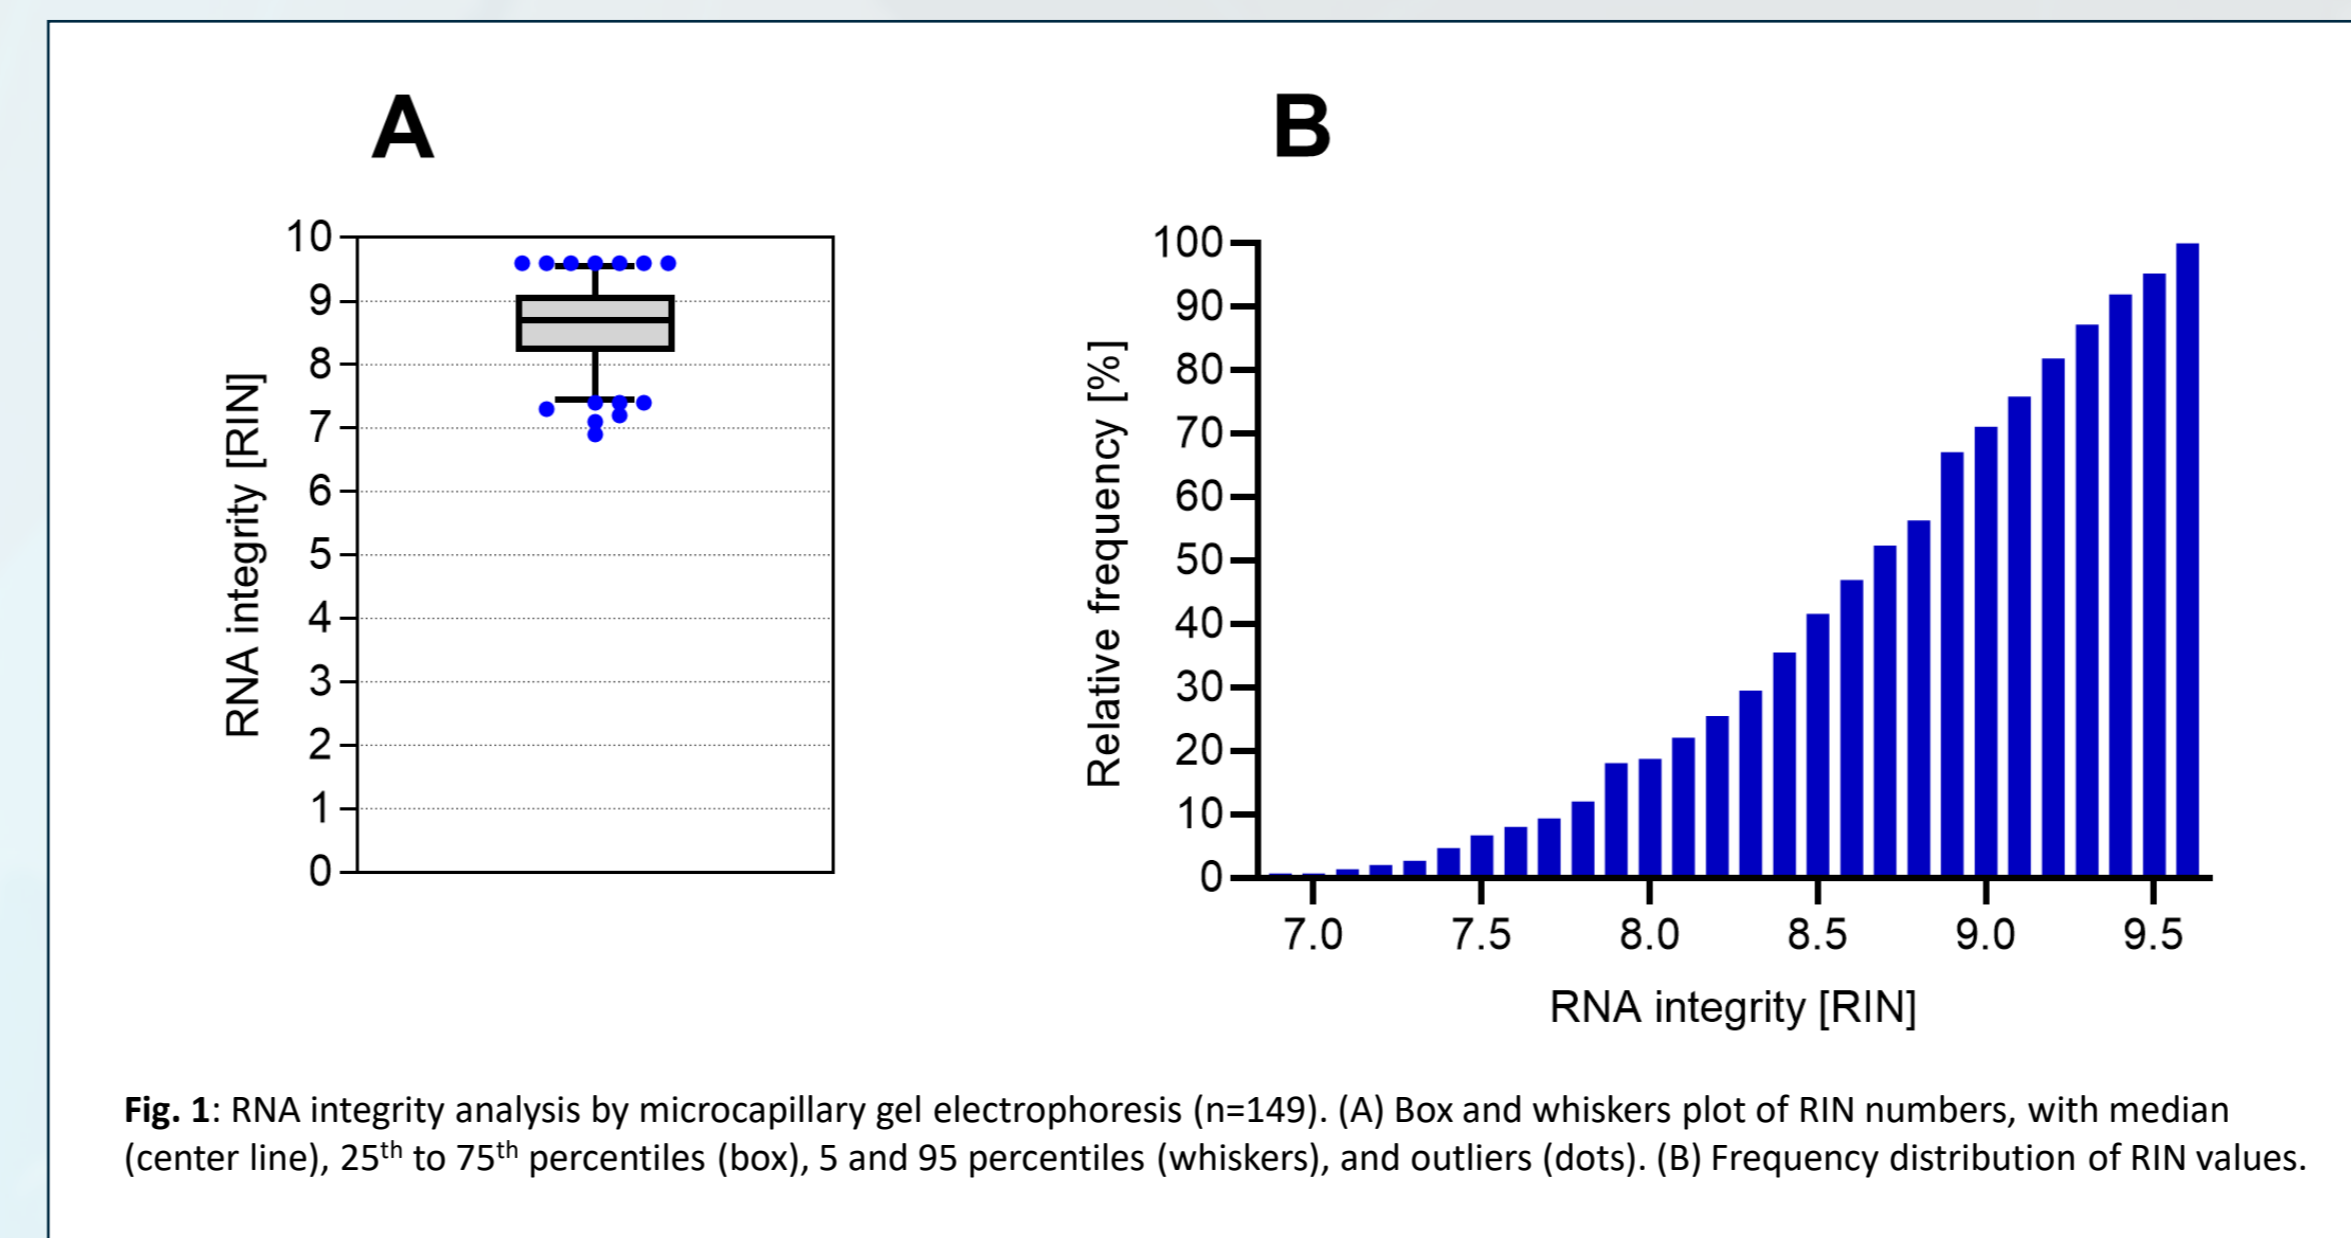 A
B
10
9
8
7
6
5
4
3
2
1
0
RNA integrity [RIN]
100
90
80
70
60
50
40
30
20
10
0
Relative frequency [%]
7.0 7.5 8.0 8.5 9.0 9.5
RNA integrity [RIN]
Fig. 1: RNA integrity analysis by microcapillary gel electrophoresis (n=149). (A) Box and whiskers plot of RIN numbers, with median
(center line), 25th to 75th percentiles (box), 5 and 95 percentiles (whiskers), and outliers (dots). (B) Frequency distribution of RIN values.